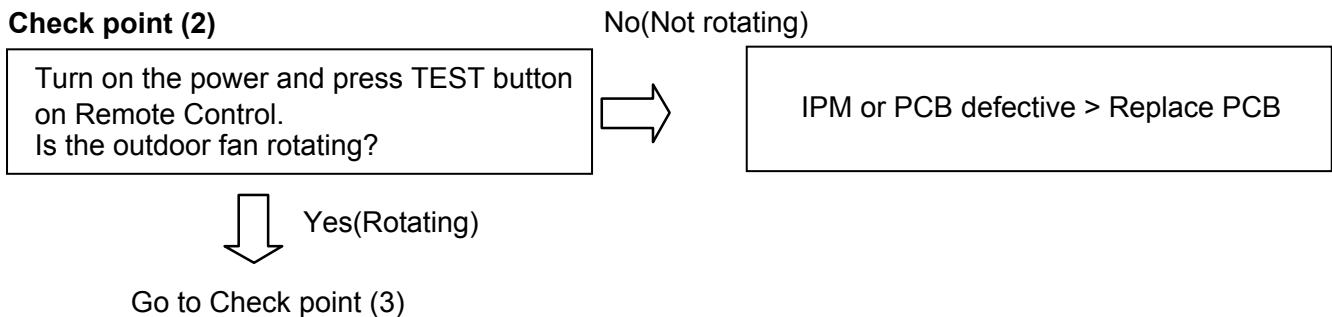 Check point (2)
No(Not rotating)
Turn on the power and press TEST button
on Remote Control.
Is the outdoor fan rotating?
IPM or PCB defective > Replace PCB
Yes(Rotating)
Go to Check point (3)